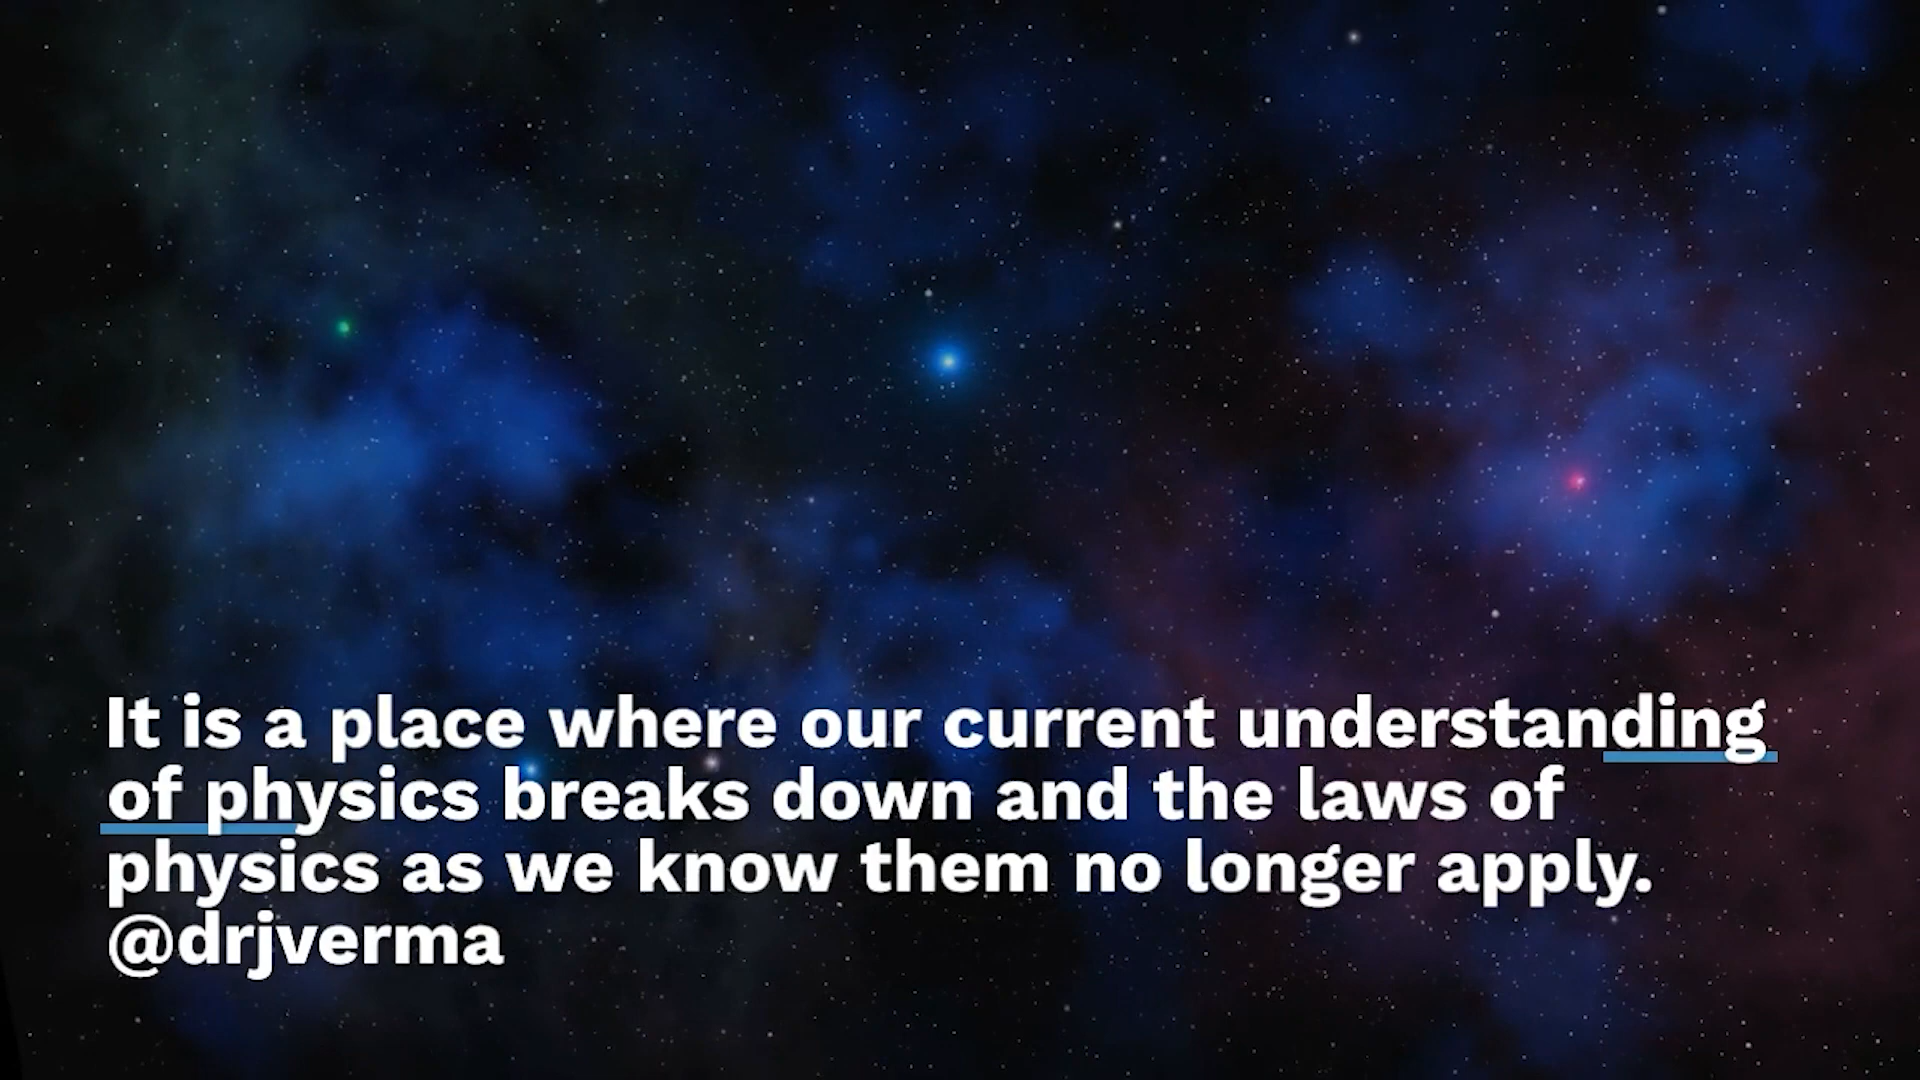 It is a place where our current understanding
of physics breaks down and the laws of
physics as we know them no longer apply.
@drjverma